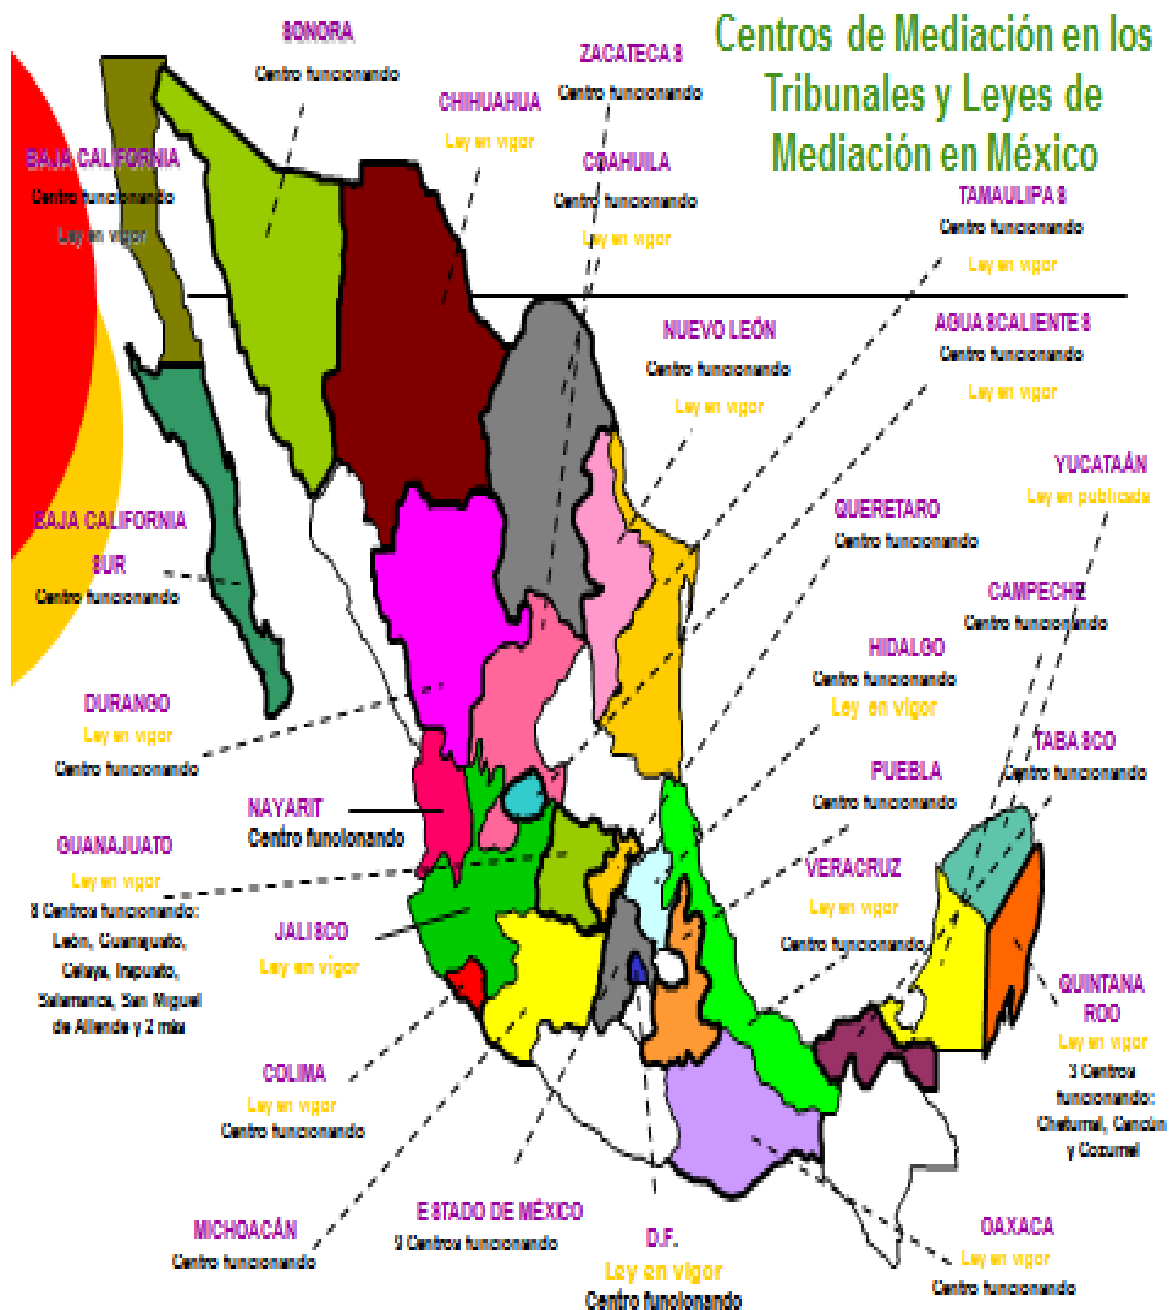 Centros de Mediación en los
Tribunales y Leyes de
Mediación en México
SONORA
Centro funcionando
ZACATECAS
Centro funcionando
CHIHUAHUA
Ley en vigor
COAHUILA
Centro funcionando
Ley en vigor
BAJA CALIFORNIA
Centro funcionando
Ley en vigor
TAMAULIPAS
Centro funcionando
Ley en vigor
NUEVO LEÓN
Centro funcionando
Ley en vigor
AGUASCALIENTES
Centro funcionando
Ley en vigor
YUCATAÁN
Ley en publicada
QUERETARO
Centro funcionando
BAJA CALIFORNIA
SUR
Centro funcionando
CAMPECHE
Centro funcionando
HIDALGO
Centro funcionando
Ley en vigor
DURANGO
Ley en vigor
Centro funcionando
TABASCO
Centro funcionando
PUEBLA
Centro funcionando
NAYARIT
Centro funcionando
GUANAJUATO
Ley en vigor
8 Centros funcionando:
León, Guanajuato,
Celaya, Irapuato,
Salamanca, San Miguel
de Allende y 2 más
VERACRUZ
Ley en vigor
Centro funcionando
JALISCO
Ley en vigor
QUINTANA
ROO
Ley en vigor
3 Centros
funcionando:
Chetumal, Cancún
y Cozumel
COLIMA
Ley en vigor
Centro funcionando
MICHOACÁN
Centro funcionando
ESTADO DE MÉXICO
9 Centros funcionando
D.F.
Ley en vigor
Centro funcionando
OAXACA
Ley en vigor
Centro funcionando